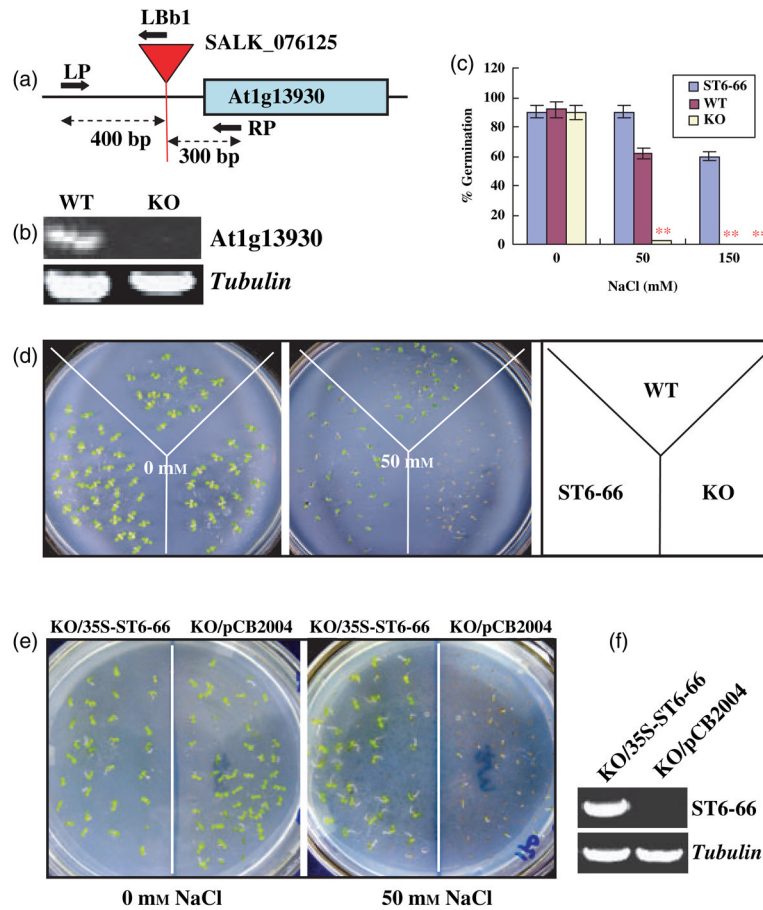 (a)
LBb1
SALK_076125
LP
At1g13930
400 bp
300 bp
RP
(b)
WT KO
At1g13930
Tubulin
(c)
120
100
80
60
40
20
0
% Germination
ST6-66
WT
KO
**
** **
0 50 150
NaCl (mM)
(d)
0 mM
50 mM
WT
ST6-66
KO
(e)
KO/35S-ST6-66 KO/pCB2004
KO/35S-ST6-66 KO/pCB2004
0 mM NaCl
50 mM NaCl
(f)
KO/35S-ST6-66
KO/pCB2004
ST6-66
Tubulin